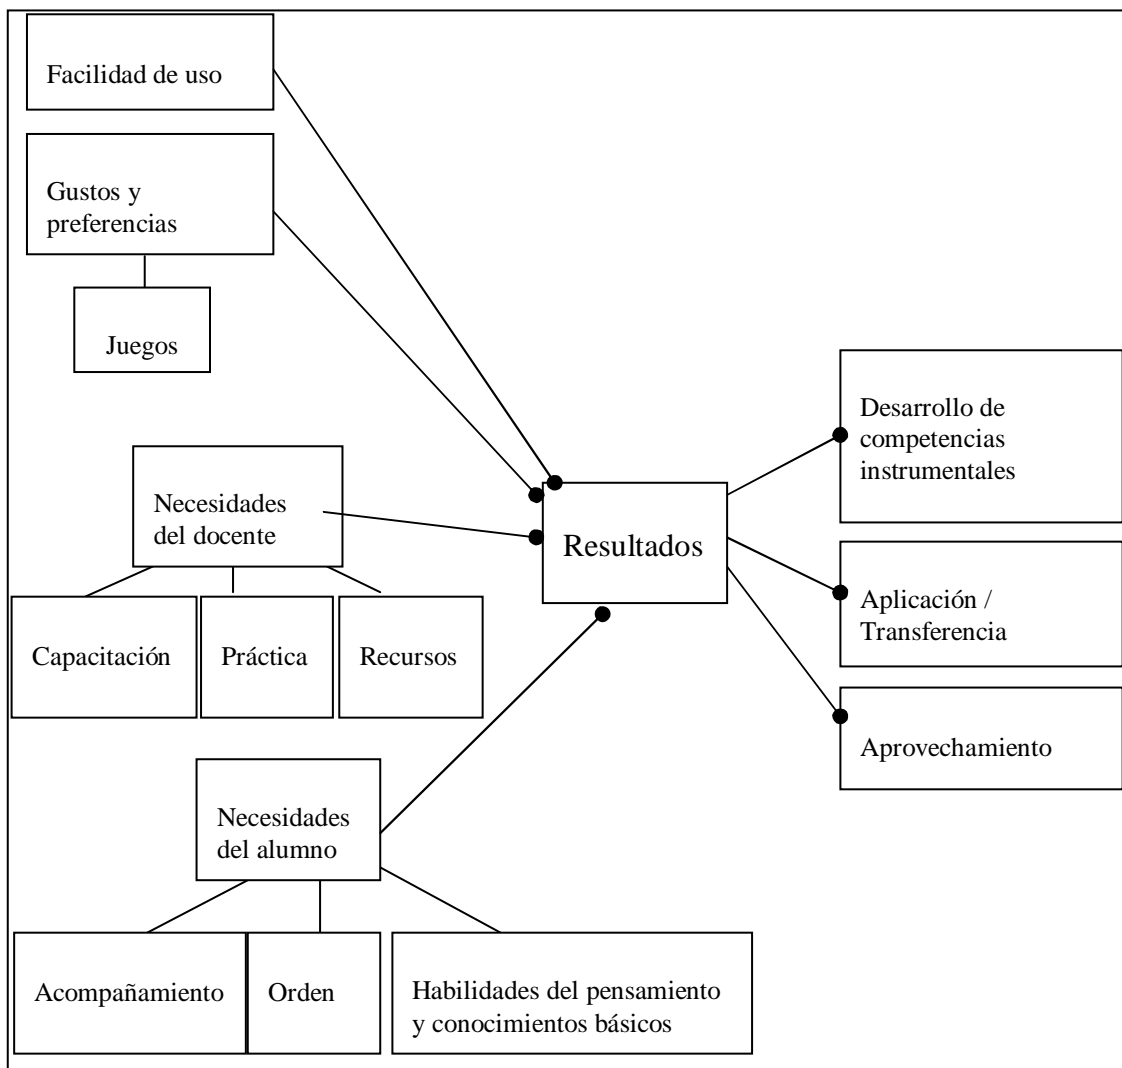 Facilidad de uso
Gustos y
preferencias
Juegos
Necesidades
del docente
Capacitación
Práctica
Recursos
Necesidades
del alumno
Acompañamiento
Orden
Habilidades del pensamiento
y conocimientos básicos
Resultados
Desarrollo de
competencias
instrumentales
Aplicación /
Transferencia
Aprovechamiento